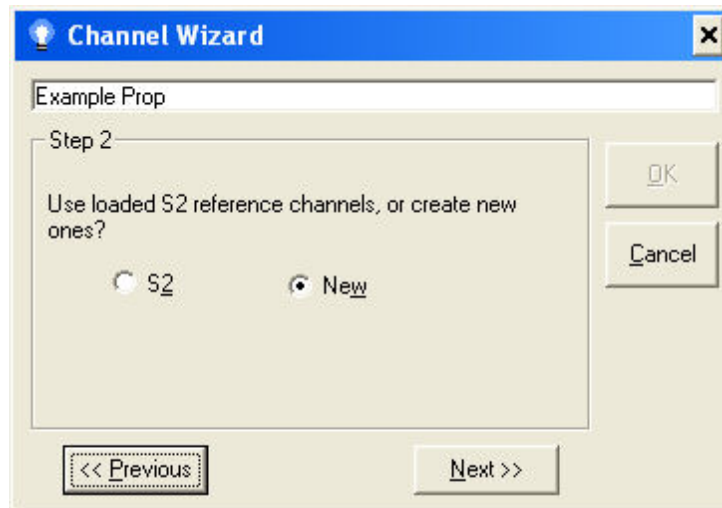 Channel Wizard
Example Prop
Step 2
Use loaded S2 reference channels, or create new
ones?
S2
New
OK
Cancel
<< Previous
Next >>